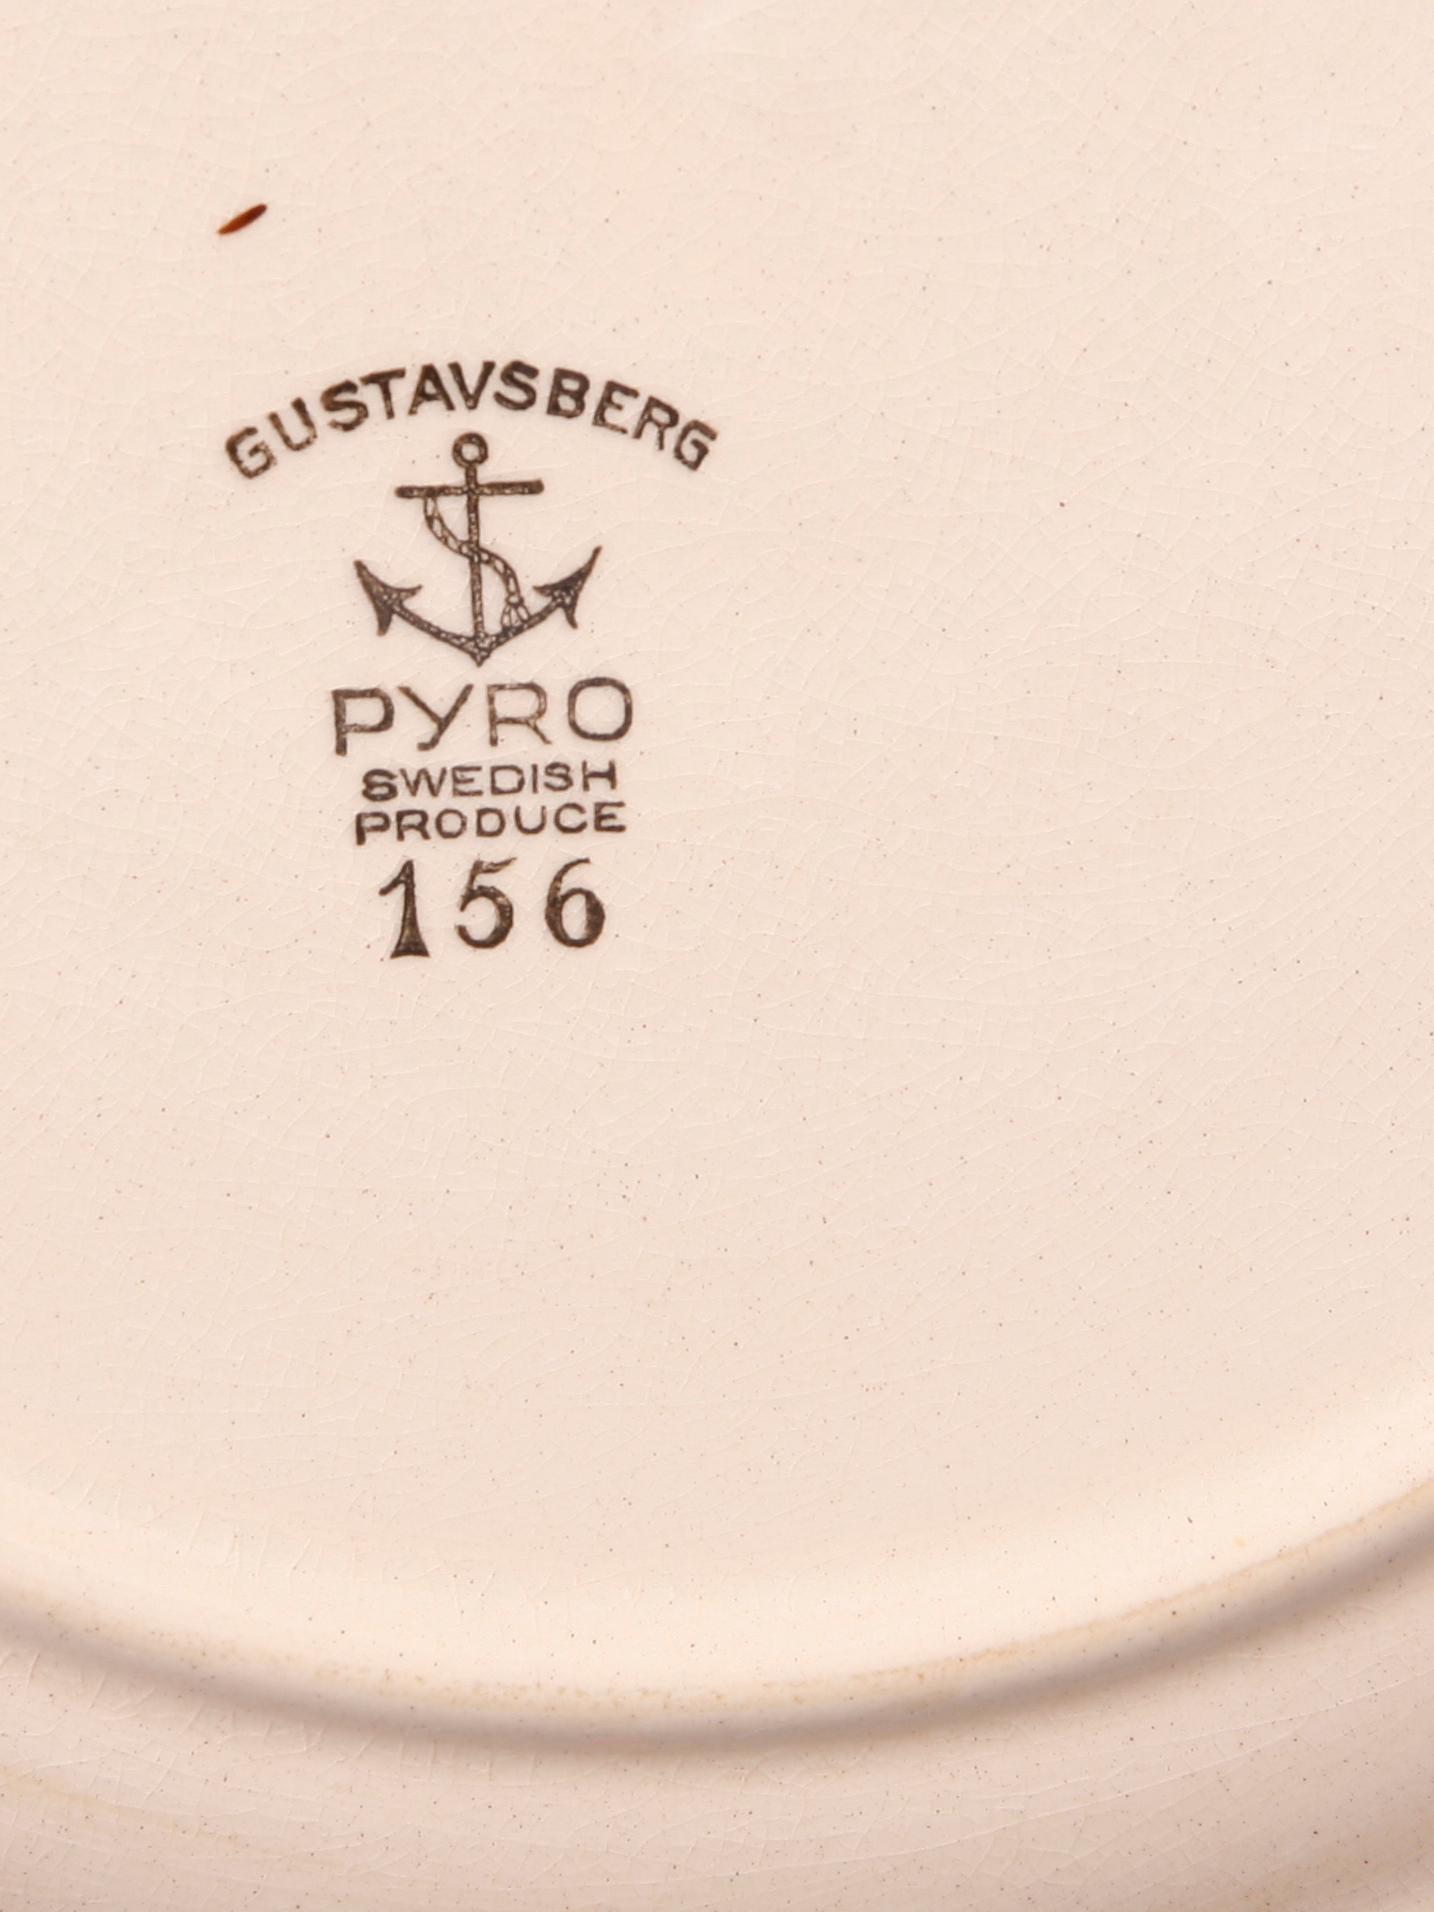 GUSTAVSBERG
PYRO
SWEDISH
PRODUCE
156